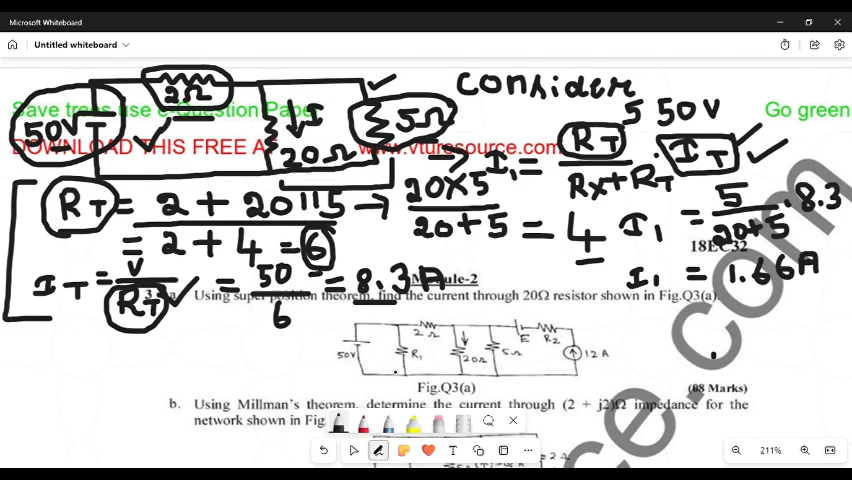 Microsoft Whiteboard
Untitled whiteboard
consider
5 50V
2Ω
Save trees use e-Question Pape
Go green
50V
I
5Ω
20Ω
DOWNLOAD THIS FREE A
www.vturesource.com
→ I₁ = RT / RX + RT . IT
RT = 2 + 20||5 → 20X5 / 20+5 = 4
= 2 + 4 = 6
I₁ = 5 / 20+5 . 8.3
18EC32
IT = V / RT = 50 / 6 = 8.3A
I₁ = 1.66A
Module-2
3 a. Using super position theorem, find the current through 20Ω resistor shown in Fig.Q3(a).
50V
R₁
2Ω
20Ω
5Ω
E
R₂
12A
Fig.Q3(a)
(08 Marks)
b. Using Millman's theorem, determine the current through (2 + j2)Ω impedance for the
network shown in Fig
= 2Ω
211%